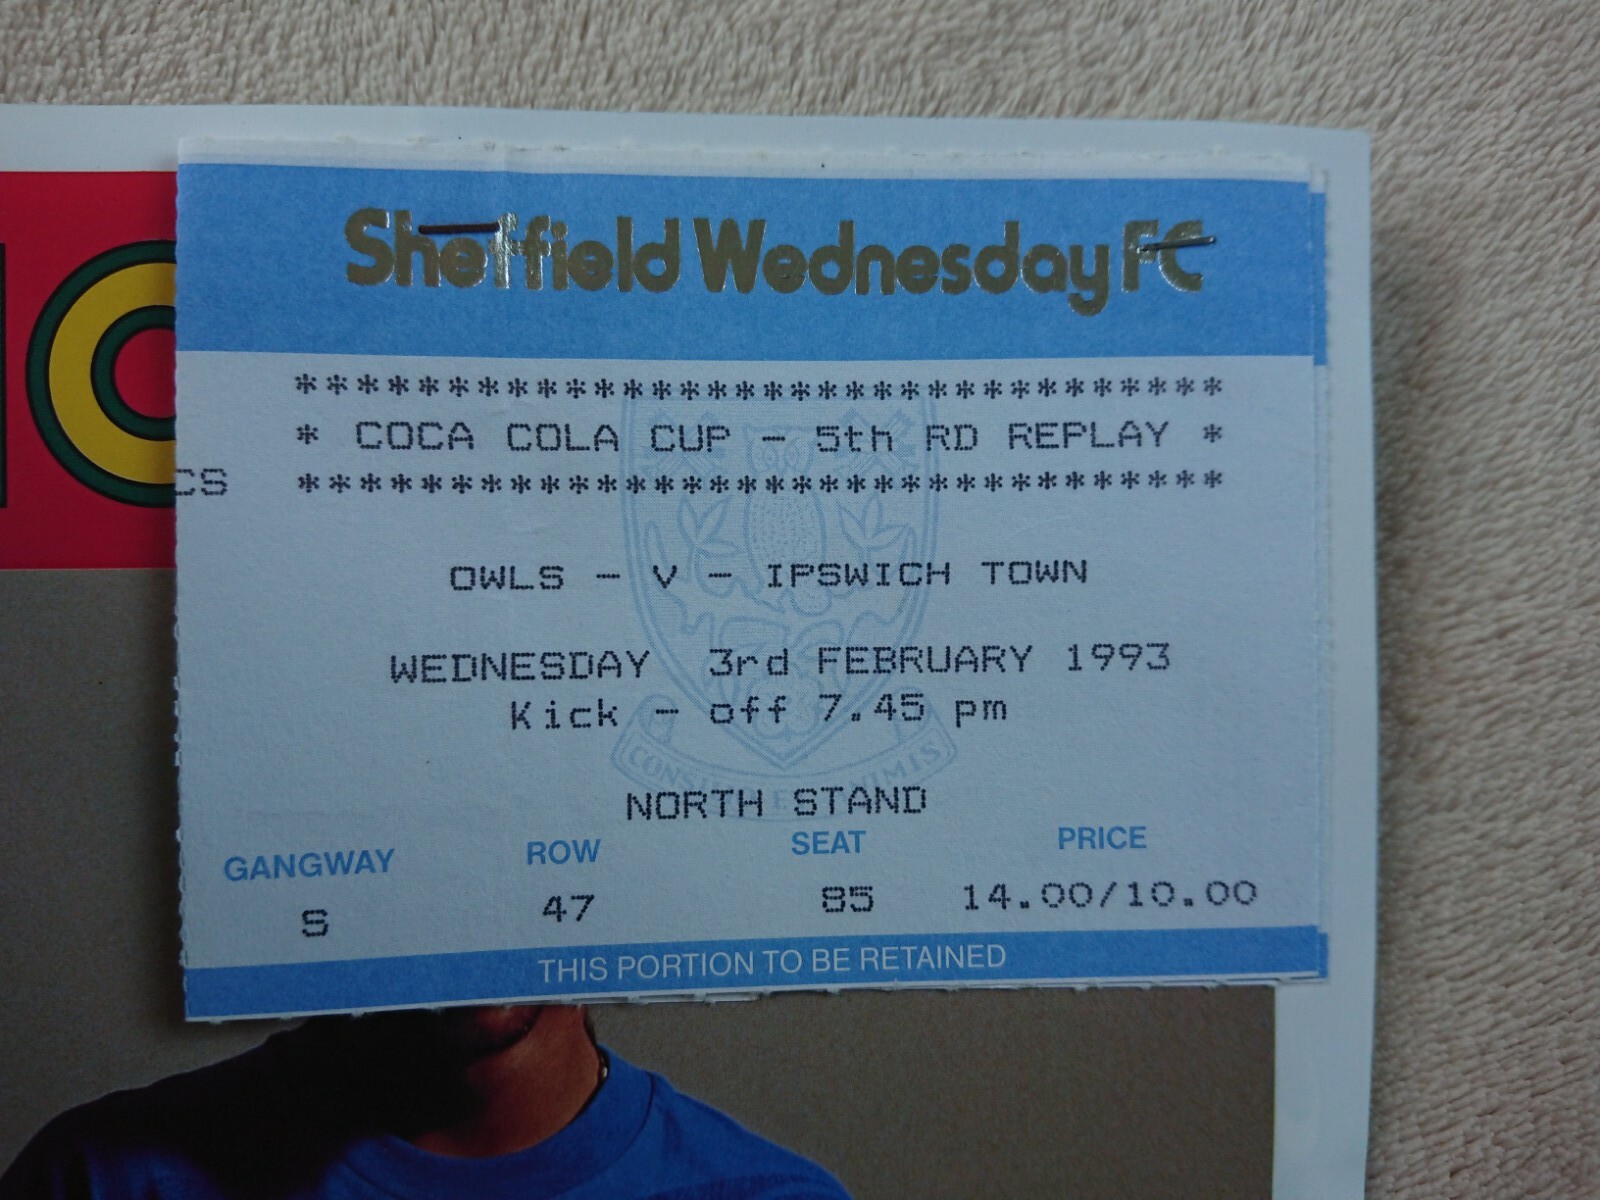 Sheffield Wednesday FC
*******************************
* COCA COLA CUP - 5th RD REPLAY *
CS *******************************
OWLS - V - IPSWICH TOWN
WEDNESDAY 3rd FEBRUARY 1993
Kick - off 7.45 pm
NORTH STAND
GANGWAY ROW SEAT PRICE
S 47 85 14.00/10.00
THIS PORTION TO BE RETAINED